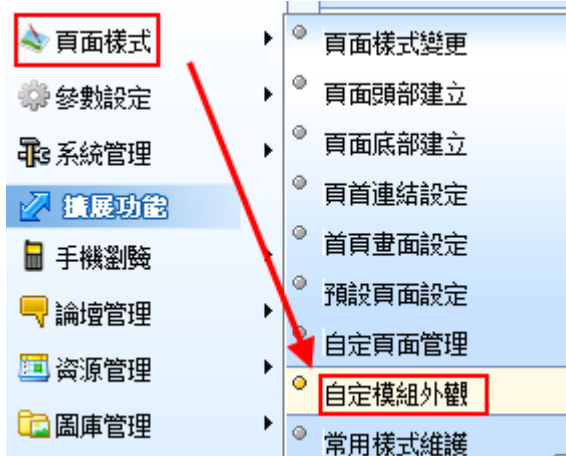 頁面樣式
參數設定
系統管理
擴展功能
手機瀏覽
論壇管理
资源管理
圖庫管理
頁面樣式變更
頁面頭部建立
頁面底部建立
頁首連結設定
首頁畫面設定
預設頁面設定
自定頁面管理
自定模組外觀
常用樣式維護